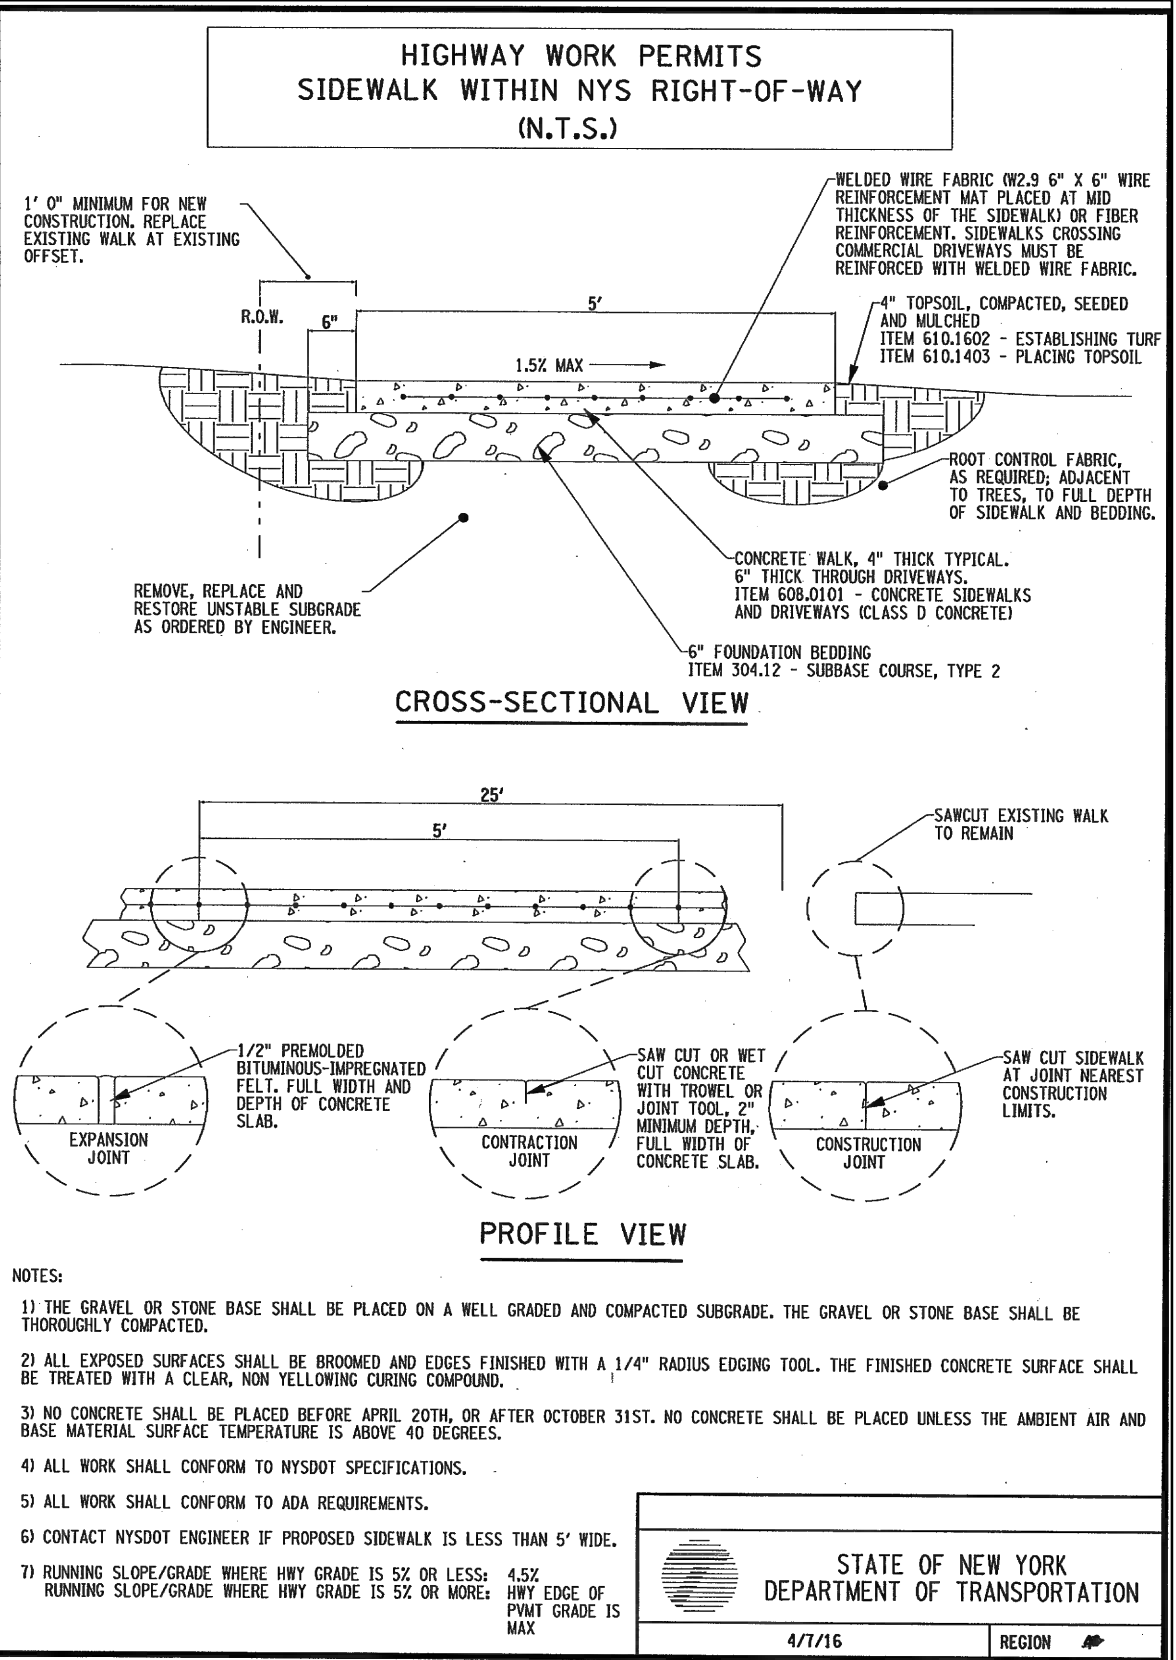 HIGHWAY WORK PERMITS
SIDEWALK WITHIN NYS RIGHT-OF-WAY
(N.T.S.)
1' 0" MINIMUM FOR NEW
CONSTRUCTION. REPLACE
EXISTING WALK AT EXISTING
OFFSET.
WELDED WIRE FABRIC (W2.9 6" X 6" WIRE
REINFORCEMENT MAT PLACED AT MID
THICKNESS OF THE SIDEWALK) OR FIBER
REINFORCEMENT. SIDEWALKS CROSSING
COMMERCIAL DRIVEWAYS MUST BE
REINFORCED WITH WELDED WIRE FABRIC.
R.O.W.
6"
5'
1.5% MAX
4" TOPSOIL, COMPACTED, SEEDED
AND MULCHED
ITEM 610.1602 - ESTABLISHING TURF
ITEM 610.1403 - PLACING TOPSOIL
ROOT CONTROL FABRIC,
AS REQUIRED; ADJACENT
TO TREES, TO FULL DEPTH
OF SIDEWALK AND BEDDING.
REMOVE, REPLACE AND
RESTORE UNSTABLE SUBGRADE
AS ORDERED BY ENGINEER.
CONCRETE WALK, 4" THICK TYPICAL.
6" THICK THROUGH DRIVEWAYS.
ITEM 608.0101 - CONCRETE SIDEWALKS
AND DRIVEWAYS (CLASS D CONCRETE)
6" FOUNDATION BEDDING
ITEM 304.12 - SUBBASE COURSE, TYPE 2
CROSS-SECTIONAL VIEW
25'
5'
SAWCUT EXISTING WALK
TO REMAIN
1/2" PREMOLDED
BITUMINOUS-IMPREGNATED
FELT. FULL WIDTH AND
DEPTH OF CONCRETE
SLAB.
EXPANSION
JOINT
SAW CUT OR WET
CUT CONCRETE
WITH TROWEL OR
JOINT TOOL, 2"
MINIMUM DEPTH,
FULL WIDTH OF
CONCRETE SLAB.
CONTRACTION
JOINT
SAW CUT SIDEWALK
AT JOINT NEAREST
CONSTRUCTION
LIMITS.
CONSTRUCTION
JOINT
PROFILE VIEW
NOTES:
1) THE GRAVEL OR STONE BASE SHALL BE PLACED ON A WELL GRADED AND COMPACTED SUBGRADE. THE GRAVEL OR STONE BASE SHALL BE
THOROUGHLY COMPACTED.
2) ALL EXPOSED SURFACES SHALL BE BROOMED AND EDGES FINISHED WITH A 1/4" RADIUS EDGING TOOL. THE FINISHED CONCRETE SURFACE SHALL
BE TREATED WITH A CLEAR, NON YELLOWING CURING COMPOUND.
3) NO CONCRETE SHALL BE PLACED BEFORE APRIL 20TH, OR AFTER OCTOBER 31ST. NO CONCRETE SHALL BE PLACED UNLESS THE AMBIENT AIR AND
BASE MATERIAL SURFACE TEMPERATURE IS ABOVE 40 DEGREES.
4) ALL WORK SHALL CONFORM TO NYSDOT SPECIFICATIONS.
5) ALL WORK SHALL CONFORM TO ADA REQUIREMENTS.
6) CONTACT NYSDOT ENGINEER IF PROPOSED SIDEWALK IS LESS THAN 5' WIDE.
7) RUNNING SLOPE/GRADE WHERE HWY GRADE IS 5% OR LESS: 4.5%
RUNNING SLOPE/GRADE WHERE HWY GRADE IS 5% OR MORE: HWY EDGE OF
PVMT GRADE IS
MAX
STATE OF NEW YORK
DEPARTMENT OF TRANSPORTATION
4/7/16
REGION